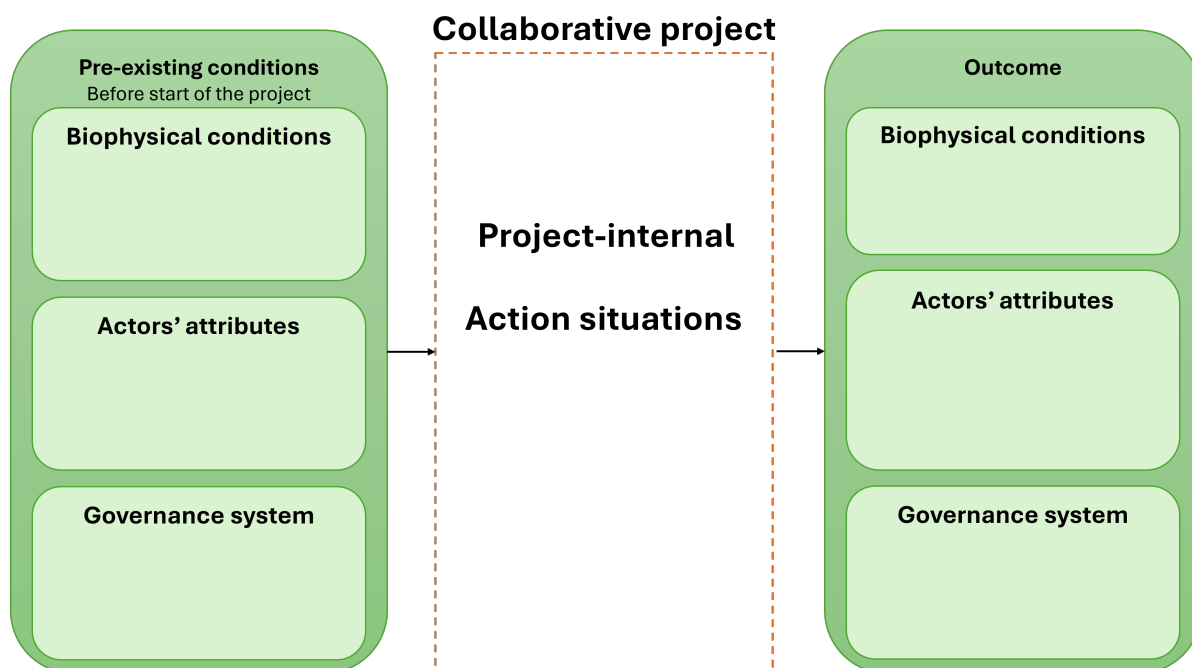 Collaborative project
Pre-existing conditions
Before start of the project
Biophysical conditions
Actors’ attributes
Governance system
Project-internal
Action situations
Outcome
Biophysical conditions
Actors’ attributes
Governance system